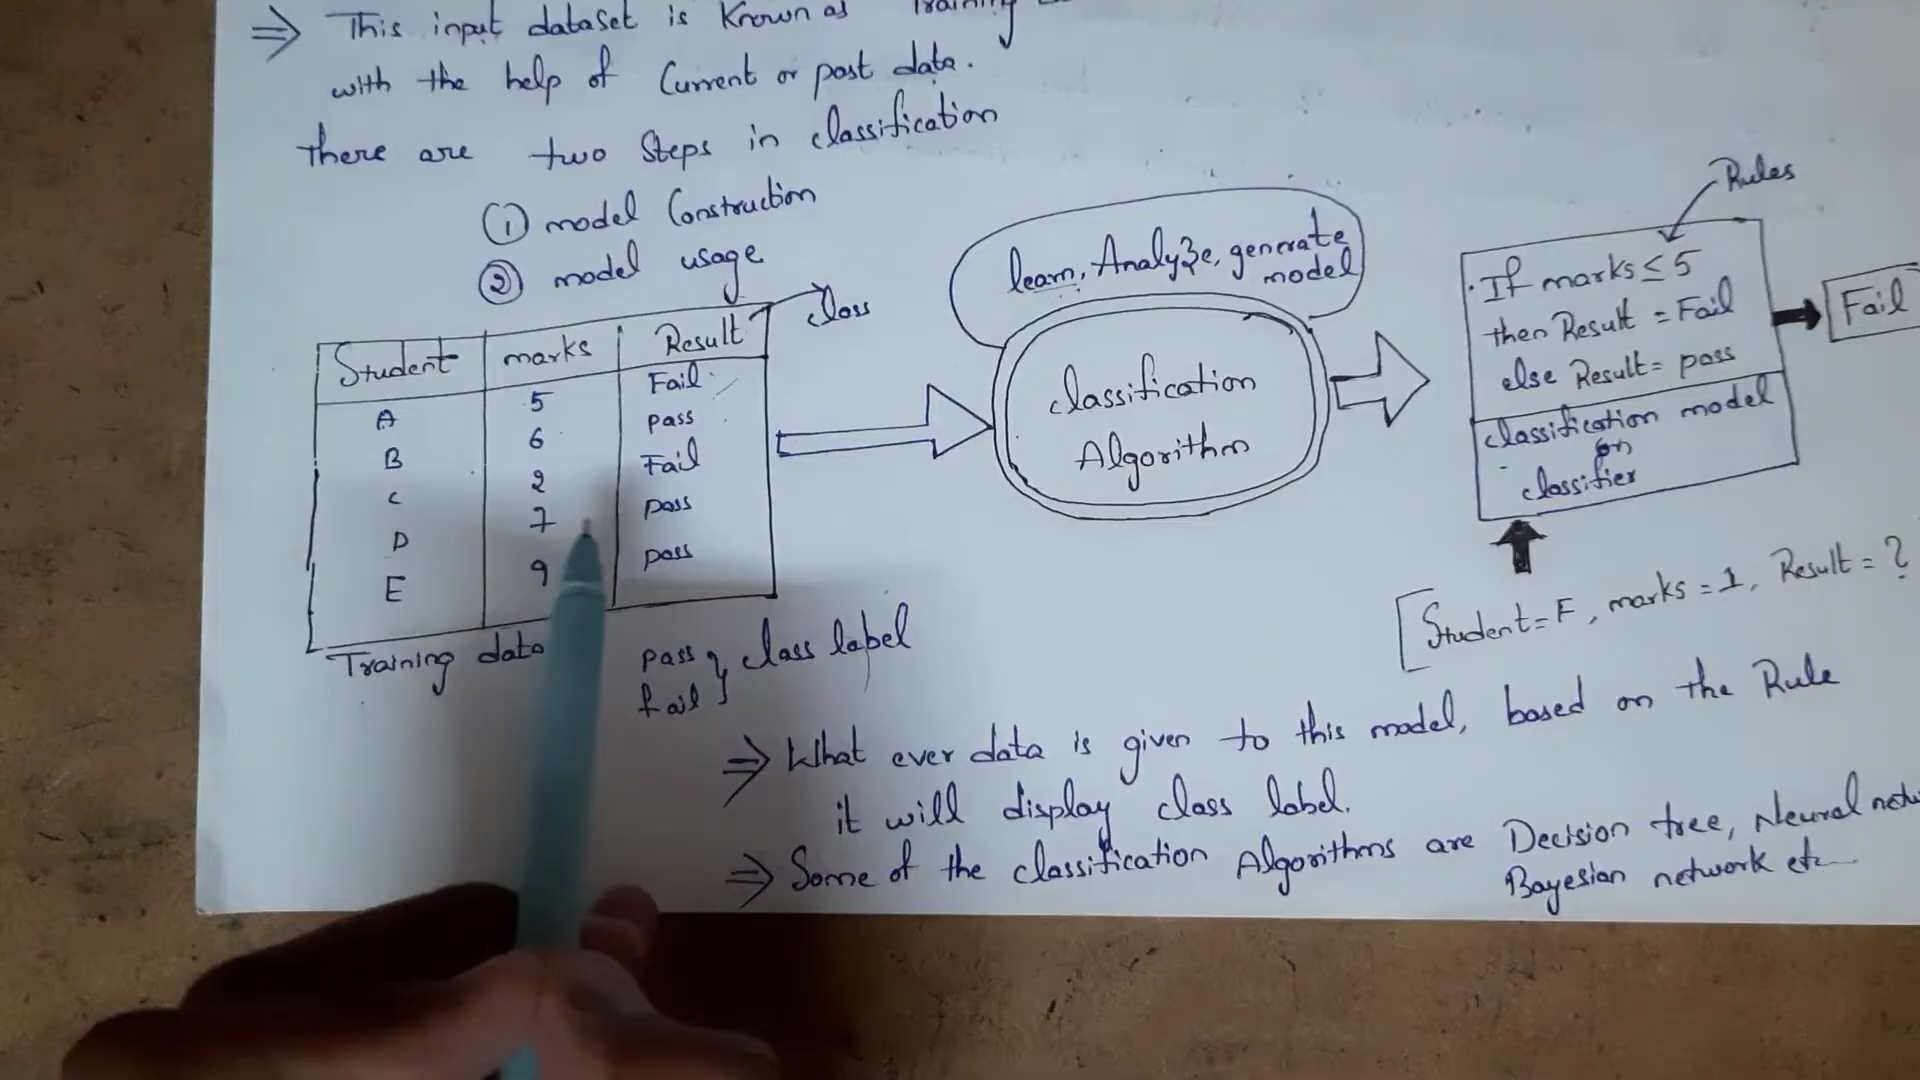 ⇒ This input dataset is known as Training
with the help of Current or past data.
there are two Steps in classification
① model Construction
② model usage
class
Student marks Result
A 5 Fail
B 6 pass
C 2 Fail
D 7 pass
E 9 pass
Training data
pass } class label
fail
learn, Analyze, generate
model
classification
Algorithm
Rules
. If marks ≤ 5
then Result = Fail
else Result = pass
classification model
or
classifier
Fail
[Student = F, marks = 1, Result = ?
⇒ What ever data is given to this model, based on the Rule
it will display class label.
⇒ Some of the classification Algorithms are Decision tree, Neural netw
Bayesian network etc